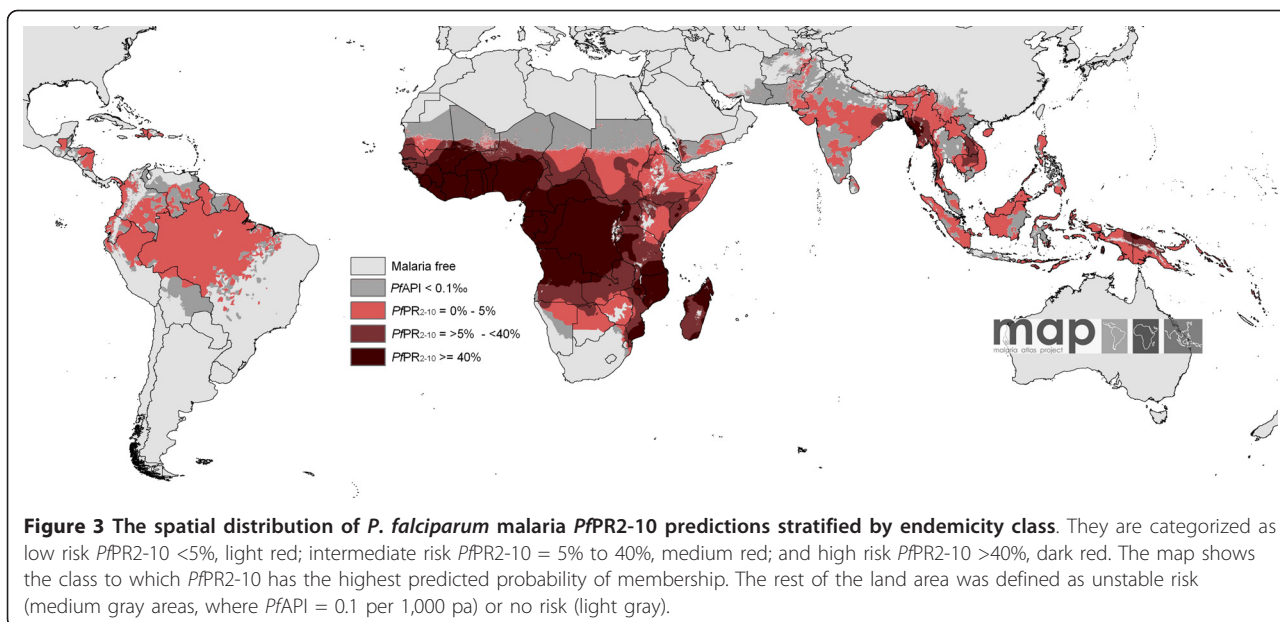 Malaria free
PfAPI < 0.1‰
PfPR2-10 = 0% - 5%
PfPR2-10 = >5% - <40%
PfPR2-10 >= 40%
map
malaria atlas project
Figure 3 The spatial distribution of P. falciparum malaria PfPR2-10 predictions stratified by endemicity class. They are categorized as
low risk PfPR2-10 <5%, light red; intermediate risk PfPR2-10 = 5% to 40%, medium red; and high risk PfPR2-10 >40%, dark red. The map shows
the class to which PfPR2-10 has the highest predicted probability of membership. The rest of the land area was defined as unstable risk
(medium gray areas, where PfAPI = 0.1 per 1,000 pa) or no risk (light gray).